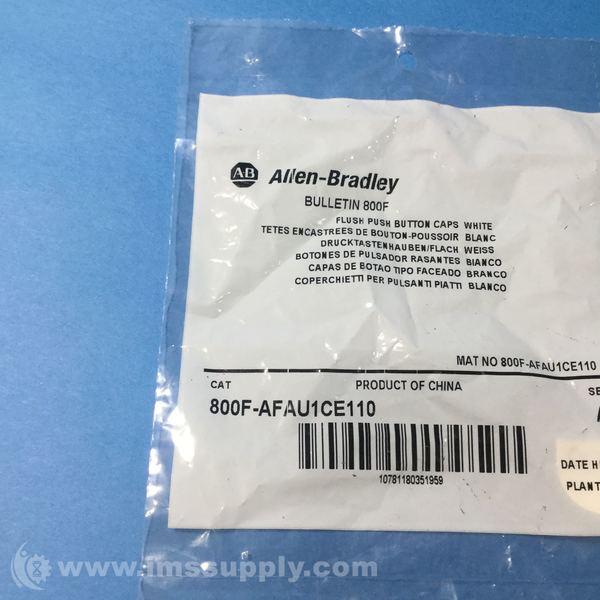 AB Allen-Bradley
BULLETIN 800F
FLUSH PUSH BUTTON CAPS WHITE
TETES ENCASTREES DE BOUTON-POUSSOIR BLANC
DRUCKTASTENHAUBEN/FLACH WEISS
BOTONES DE PULSADOR RASANTES BIANCO
CAPAS DE BOTAO TIPO FACEADO BRANCO
COPERCHIETTI PER PULSANTI PIATTI BLANCO
MAT NO 800F-AFAU1CE110
CAT PRODUCT OF CHINA SE
800F-AFAU1CE110
10781180351959
DATE H
PLANT
© www.imssupply.com/